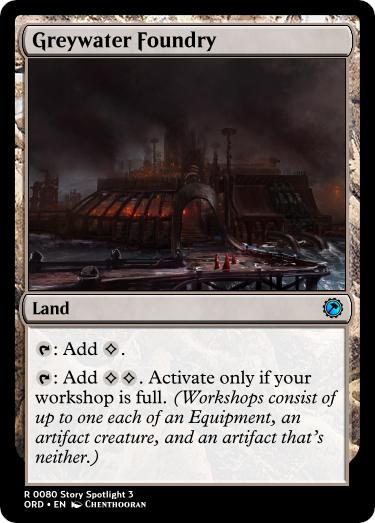 Greywater Foundry
Land
: Add .
: Add . Activate only if your
workshop is full. (Workshops consist of
up to one each of an Equipment, an
artifact creature, and an artifact that's
neither.)
R 0080 Story Spotlight 3
ORD • EN Chenthooran